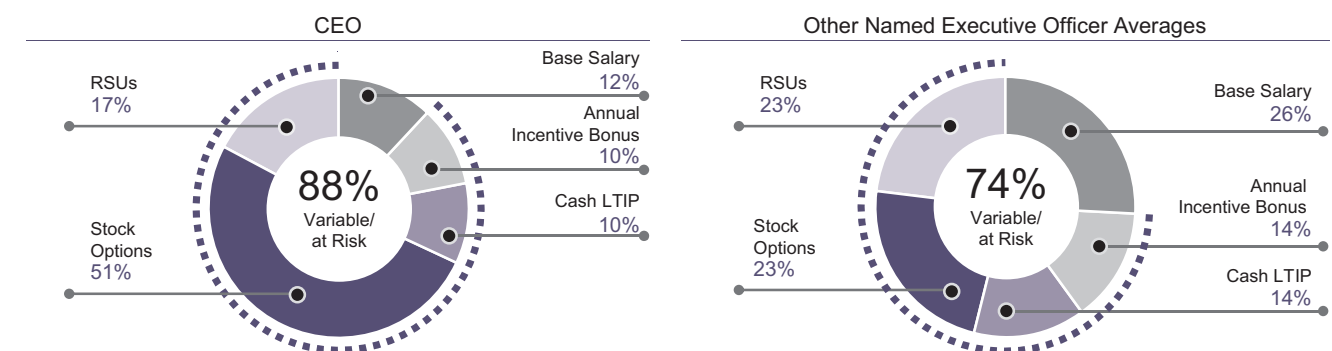 CEO
RSUs
17%
Base Salary
12%
Annual
Incentive Bonus
10%
88%
Variable/
at Risk
Cash LTIP
10%
Stock
Options
51%
Other Named Executive Officer Averages
RSUs
23%
Base Salary
26%
74%
Variable/
at Risk
Annual
Incentive Bonus
14%
Stock
Options
23%
Cash LTIP
14%